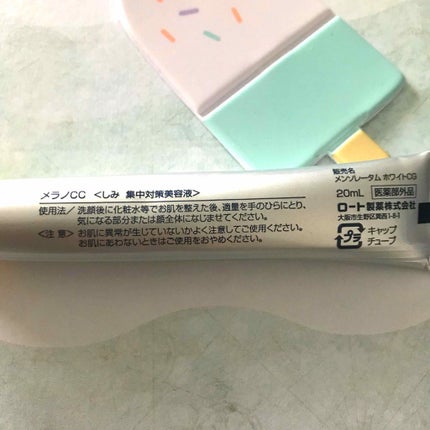 メラノCC <しみ 集中対策美容液>
使用法/洗顔後に化粧水等でお肌を整えた後、適量を手のひらにとり、
気になる部分または顔全体になじませてください。
<注 意> お肌に異常が生じていないかよく注意してご使用ください。
お肌にあわないときはご使用をおやめください。
販売名
メンソレータム ホワイトCG
20mL 医薬部外品
ロート製薬株式会社
大阪市生野区巽西1-8-1
プラ
キャップ
チューブ